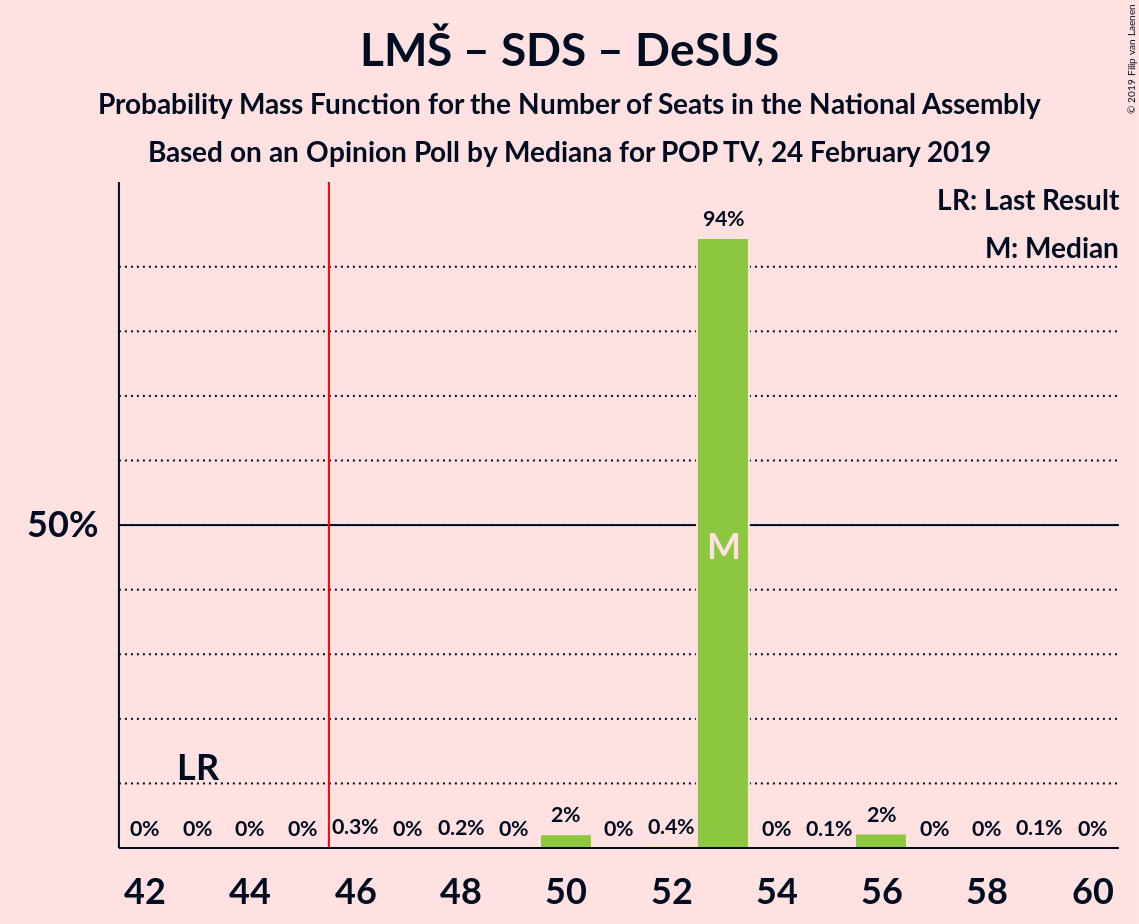 LMŠ – SDS – DeSUS
Probability Mass Function for the Number of Seats in the National Assembly
Based on an Opinion Poll by Mediana for POP TV, 24 February 2019
© 2019 Filip van Laenen
LR: Last Result
M: Median
94%
50%
M
LR
0% 0% 0% 0% 0.3% 0% 0.2% 0% 2% 0% 0.4% 0% 0.1% 2% 0% 0% 0.1% 0%
42 44 46 48 50 52 54 56 58 60